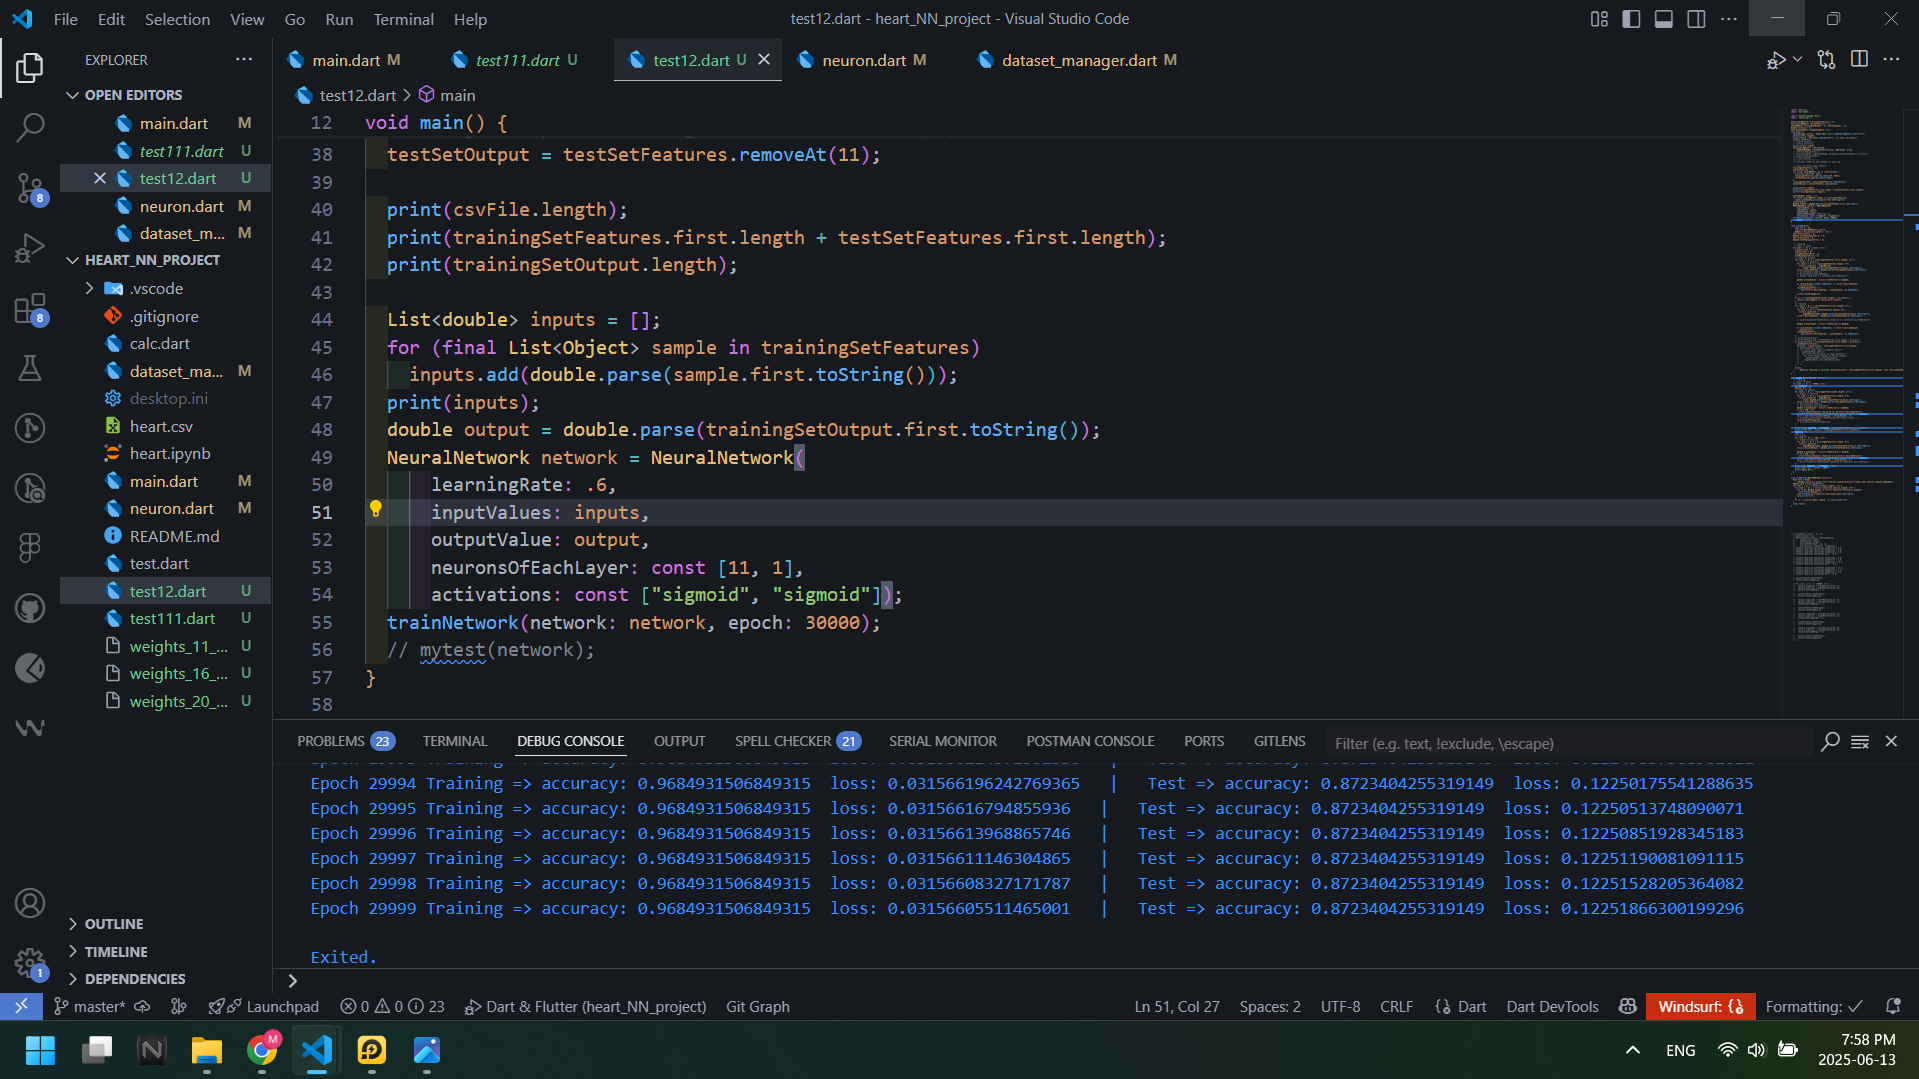 File Edit Selection View Go Run Terminal Help
test12.dart - heart_NN_project - Visual Studio Code
EXPLORER
OPEN EDITORS
main.dart M
test111.dart U
test12.dart U
neuron.dart M
dataset_m... M
8
8
HEART_NN_PROJECT
.vscode
.gitignore
calc.dart
dataset_ma... M
desktop.ini
heart.csv
heart.ipynb
main.dart M
neuron.dart M
README.md
test.dart
test12.dart U
test111.dart U
weights_11_... U
weights_16_... U
weights_20_... U
OUTLINE
TIMELINE
DEPENDENCIES
1
main.dart M test111.dart U test12.dart U neuron.dart M dataset_manager.dart M
test12.dart > main
12 void main() {
38 testSetOutput = testSetFeatures.removeAt(11);
39
40 print(csvFile.length);
41 print(trainingSetFeatures.first.length + testSetFeatures.first.length);
42 print(trainingSetOutput.length);
43
44 List<double> inputs = [];
45 for (final List<Object> sample in trainingSetFeatures)
46 inputs.add(double.parse(sample.first.toString()));
47 print(inputs);
48 double output = double.parse(trainingSetOutput.first.toString());
49 NeuralNetwork network = NeuralNetwork(
50 learningRate: .6,
51 inputValues: inputs,
52 outputValue: output,
53 neuronsOfEachLayer: const [11, 1],
54 activations: const ["sigmoid", "sigmoid"]);
55 trainNetwork(network: network, epoch: 30000);
56 // mytest(network);
57 }
58
PROBLEMS 23 TERMINAL DEBUG CONSOLE OUTPUT SPELL CHECKER 21 SERIAL MONITOR POSTMAN CONSOLE PORTS GITLENS Filter (e.g. text, !exclude, \escape)
Epoch 29994 Training => accuracy: 0.9684931506849315 loss: 0.031566196242769365 | Test => accuracy: 0.8723404255319149 loss: 0.12250175541288635
Epoch 29995 Training => accuracy: 0.9684931506849315 loss: 0.03156616794855936 | Test => accuracy: 0.8723404255319149 loss: 0.12250513748090071
Epoch 29996 Training => accuracy: 0.9684931506849315 loss: 0.03156613968865746 | Test => accuracy: 0.8723404255319149 loss: 0.12250851928345183
Epoch 29997 Training => accuracy: 0.9684931506849315 loss: 0.03156611146304865 | Test => accuracy: 0.8723404255319149 loss: 0.12251190081091115
Epoch 29998 Training => accuracy: 0.9684931506849315 loss: 0.03156608327171787 | Test => accuracy: 0.8723404255319149 loss: 0.12251528205364082
Epoch 29999 Training => accuracy: 0.9684931506849315 loss: 0.03156605511465001 | Test => accuracy: 0.8723404255319149 loss: 0.12251866300199296
Exited.
master* Launchpad 0 0 23 Dart & Flutter (heart_NN_project) Git Graph Ln 51, Col 27 Spaces: 2 UTF-8 CRLF {} Dart Dart DevTools Windsurf: {} Formatting: ✓
M
ENG
7:58 PM
2025-06-13